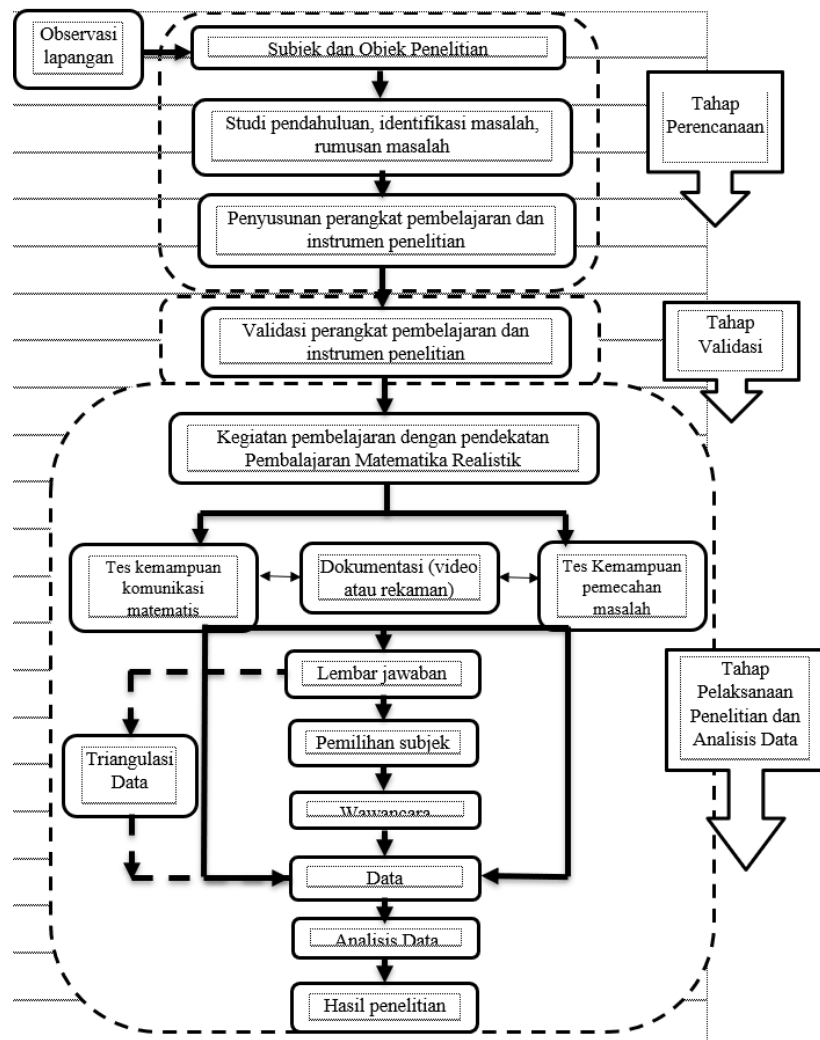 Observasi
lapangan
Subjek dan Objek Penelitian
Studi pendahuluan, identifikasi masalah,
rumusan masalah
Tahap
Perencanaan
Penyusunan perangkat pembelajaran dan
instrumen penelitian
Validasi perangkat pembelajaran dan
instrumen penelitian
Tahap
Validasi
Kegiatan pembelajaran dengan pendekatan
Pembalajaran Matematika Realistik
Tes kemampuan
komunikasi
matematis
Dokumentasi (video
atau rekaman)
Tes Kemampuan
pemecahan
masalah
Lembar jawaban
Tahap
Pelaksanaan
Penelitian dan
Analisis Data
Pemilihan subjek
Triangulasi
Data
Wawancara
Data
Analisis Data
Hasil penelitian